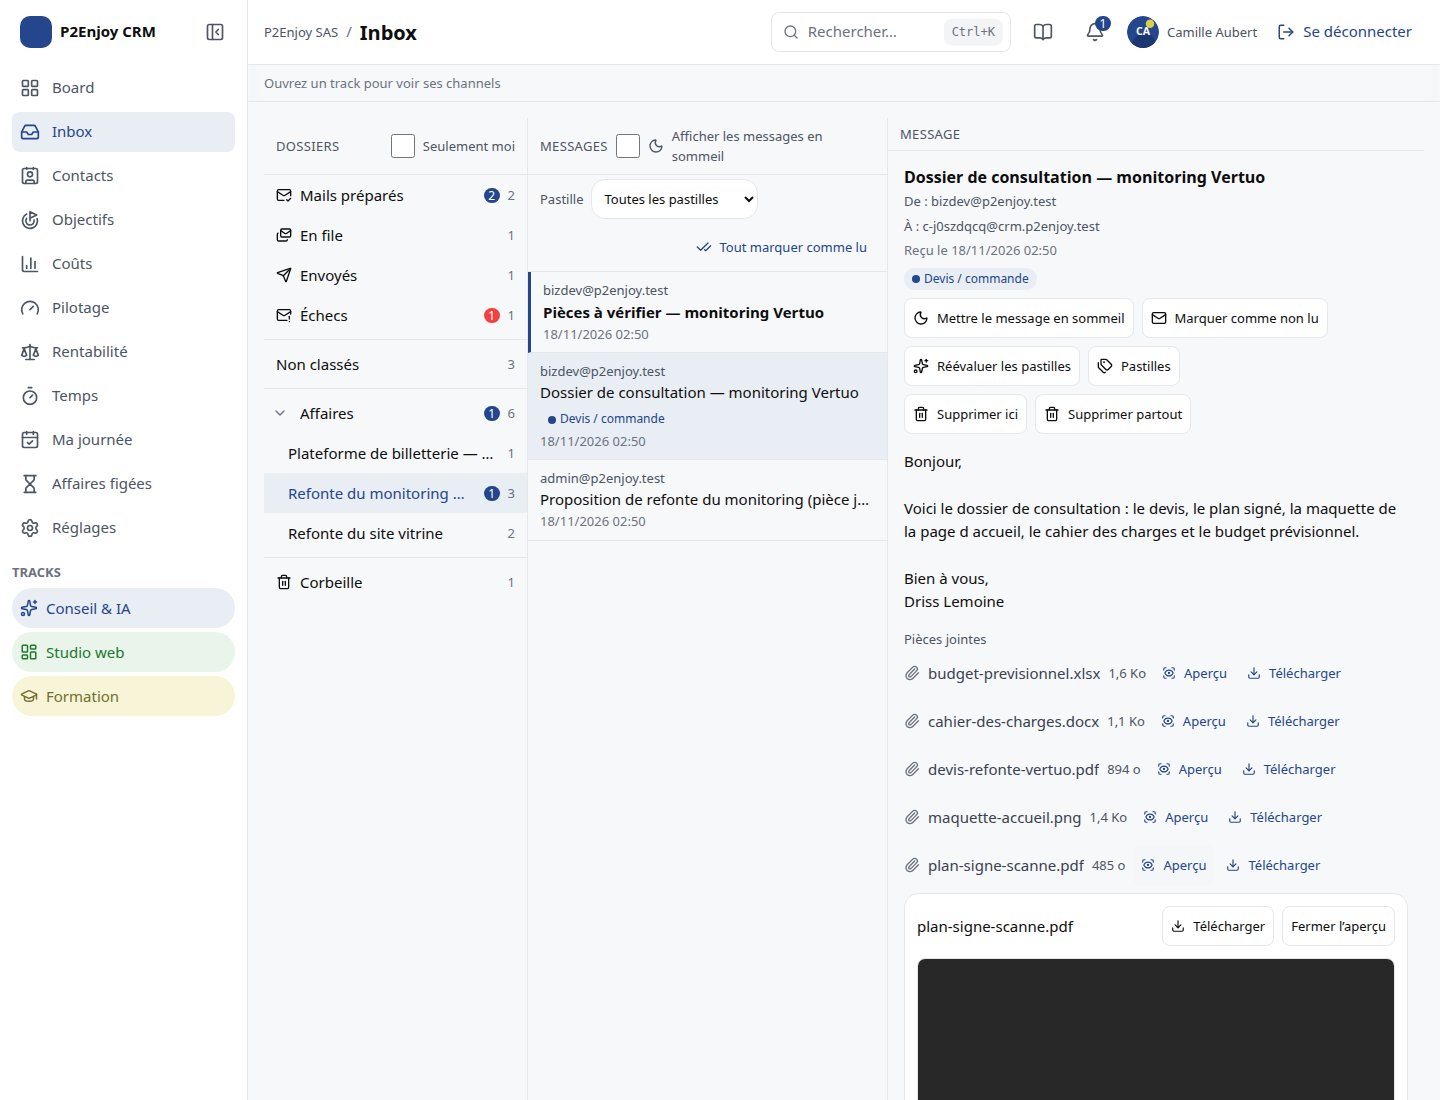 P2Enjoy CRM
Board
Inbox
Contacts
Objectifs
Coûts
Pilotage
Rentabilité
Temps
Ma journée
Affaires figées
Réglages
TRACKS
Conseil & IA
Studio web
Formation
P2Enjoy SAS / Inbox
Rechercher...
Ctrl+K
1
CA
Camille Aubert
Se déconnecter
Ouvrez un track pour voir ses channels
DOSSIERS
Seulement moi
Mails préparés 2 2
En file 1
Envoyés 1
Échecs 1 1
Non classés 3
Affaires 1 6
Plateforme de billetterie — ... 1
Refonte du monitoring ... 1 3
Refonte du site vitrine 2
Corbeille 1
MESSAGES
Afficher les messages en
sommeil
Pastille
Toutes les pastilles
Tout marquer comme lu
bizdev@p2enjoy.test
Pièces à vérifier — monitoring Vertuo
18/11/2026 02:50
bizdev@p2enjoy.test
Dossier de consultation — monitoring Vertuo
Devis / commande
18/11/2026 02:50
admin@p2enjoy.test
Proposition de refonte du monitoring (pièce j...
18/11/2026 02:50
MESSAGE
Dossier de consultation — monitoring Vertuo
De : bizdev@p2enjoy.test
À : c-j0szdqcq@crm.p2enjoy.test
Reçu le 18/11/2026 02:50
Devis / commande
Mettre le message en sommeil
Marquer comme non lu
Réévaluer les pastilles
Pastilles
Supprimer ici
Supprimer partout
Bonjour,
Voici le dossier de consultation : le devis, le plan signé, la maquette de
la page d accueil, le cahier des charges et le budget prévisionnel.
Bien à vous,
Driss Lemoine
Pièces jointes
budget-previsionnel.xlsx 1,6 Ko Aperçu Télécharger
cahier-des-charges.docx 1,1 Ko Aperçu Télécharger
devis-refonte-vertuo.pdf 894 o Aperçu Télécharger
maquette-accueil.png 1,4 Ko Aperçu Télécharger
plan-signe-scanne.pdf 485 o Aperçu Télécharger
plan-signe-scanne.pdf
Télécharger
Fermer l’aperçu